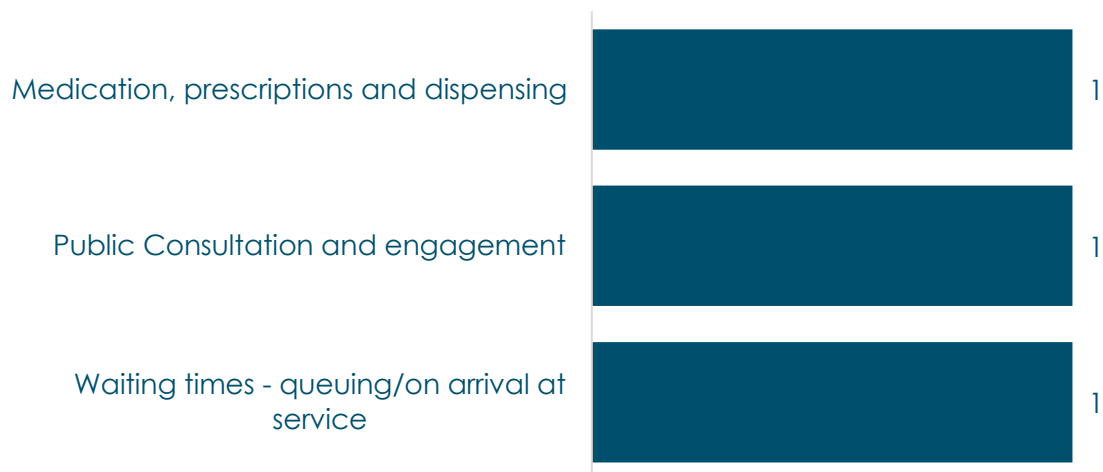 Medication, prescriptions and dispensing
1
Public Consultation and engagement
1
Waiting times - queuing/on arrival at
service
1